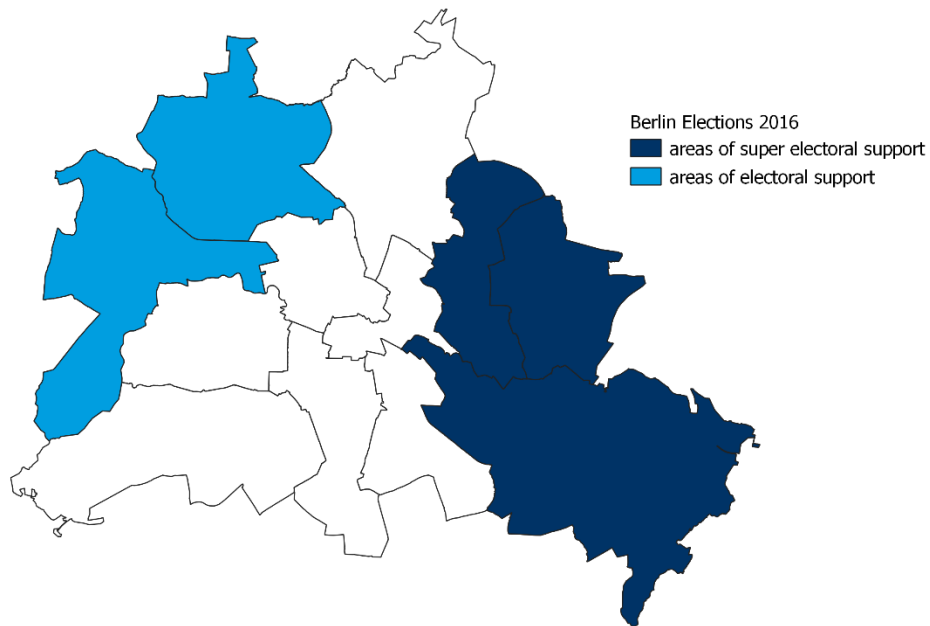 Berlin Elections 2016
areas of super electoral support
areas of electoral support